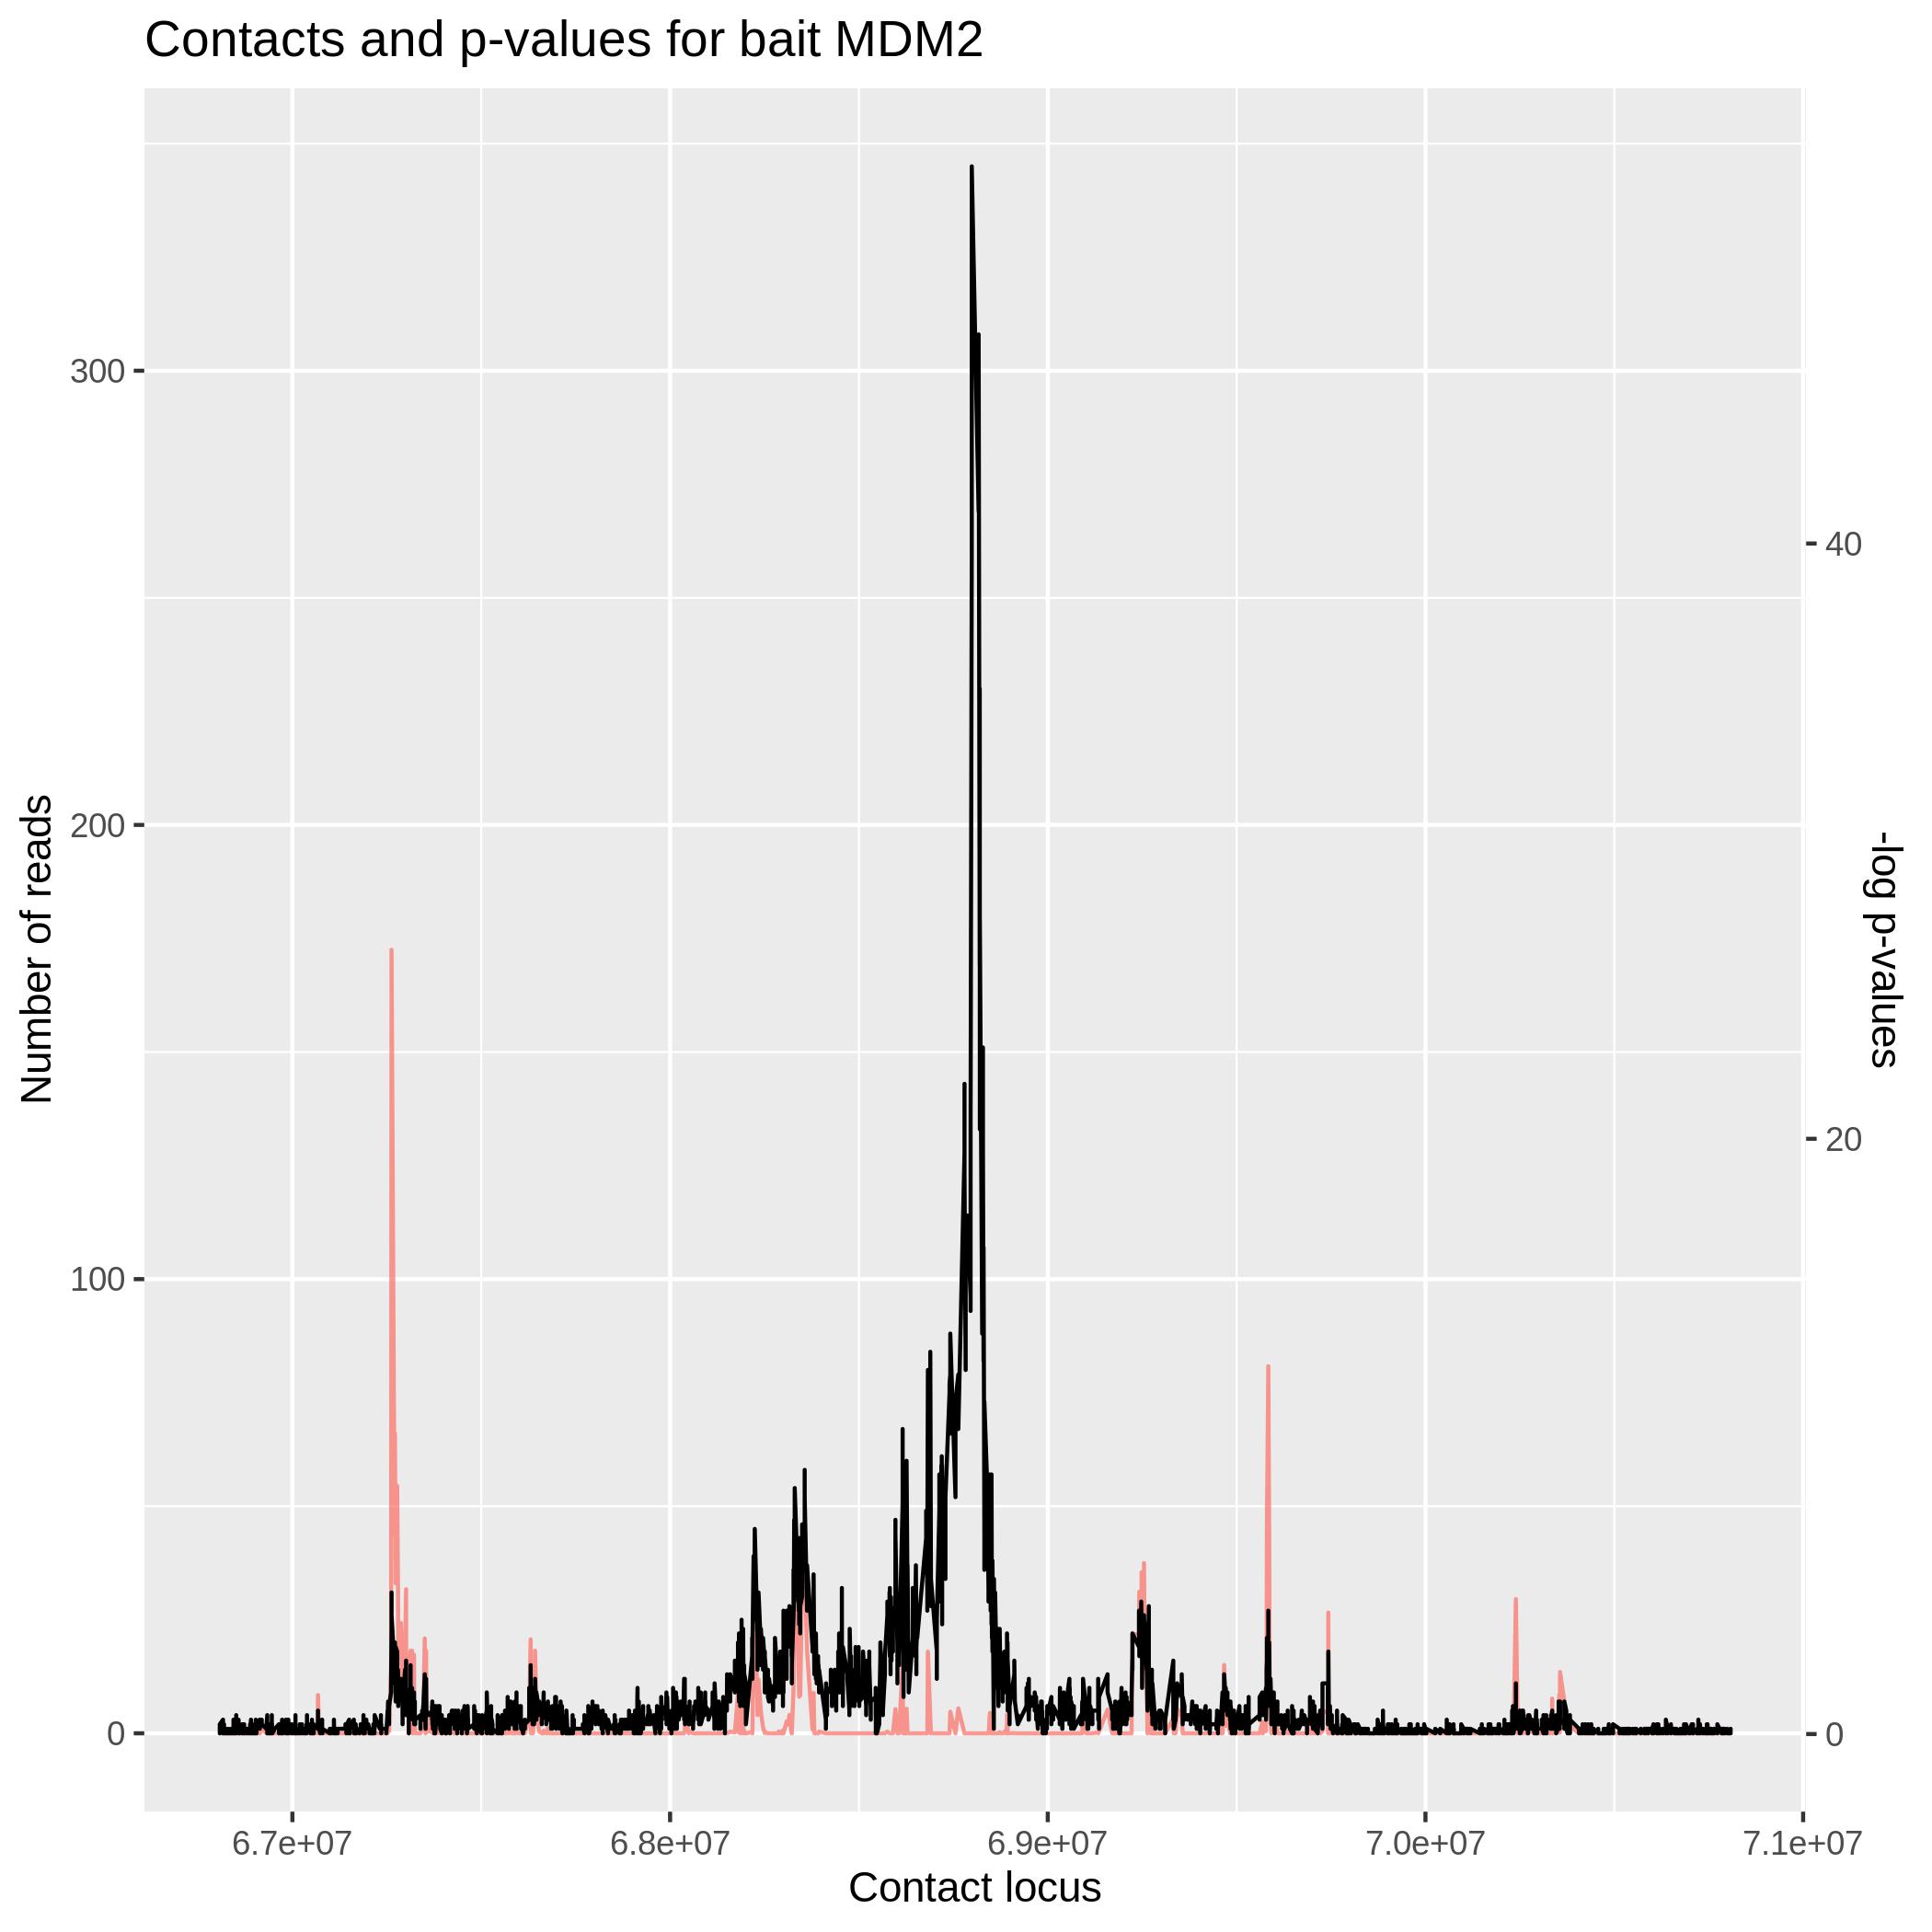 Contacts and p-values for bait MDM2
Number of reads
300
200
100
0
40
20
0
-log p-values
6.7e+07
6.8e+07
6.9e+07
7.0e+07
7.1e+07
Contact locus